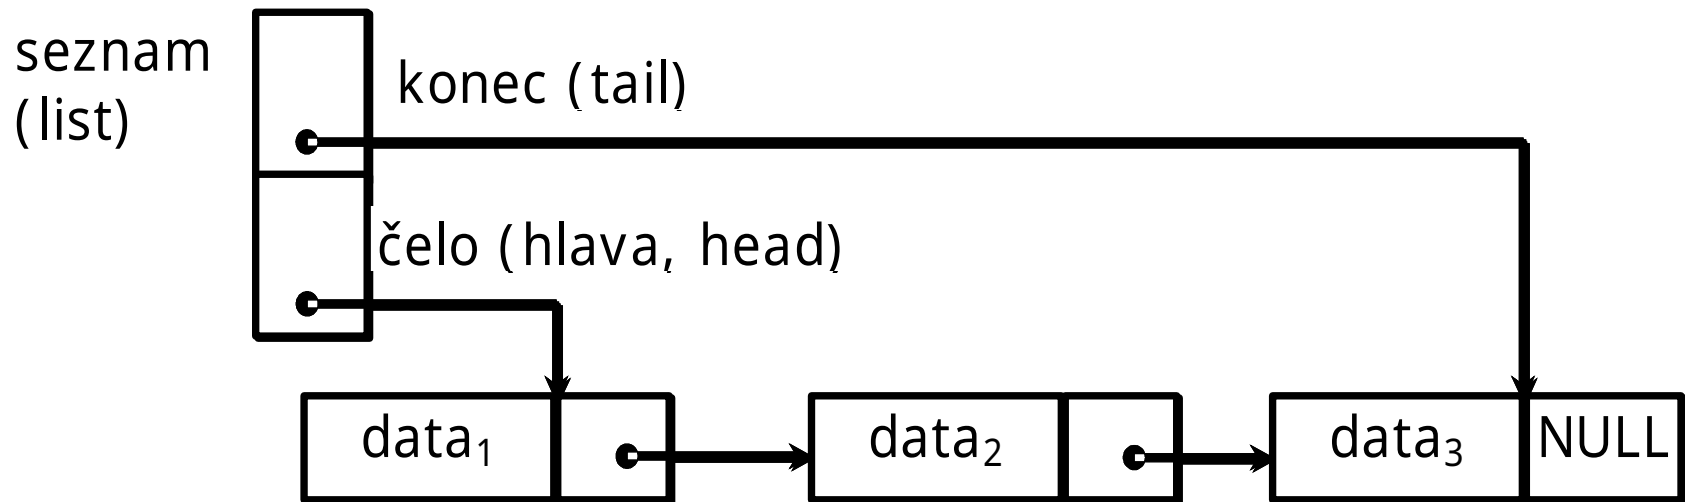 seznam
(list)
konec (tail)
čelo (hlava, head)
data₁
data₂
data₃
NULL